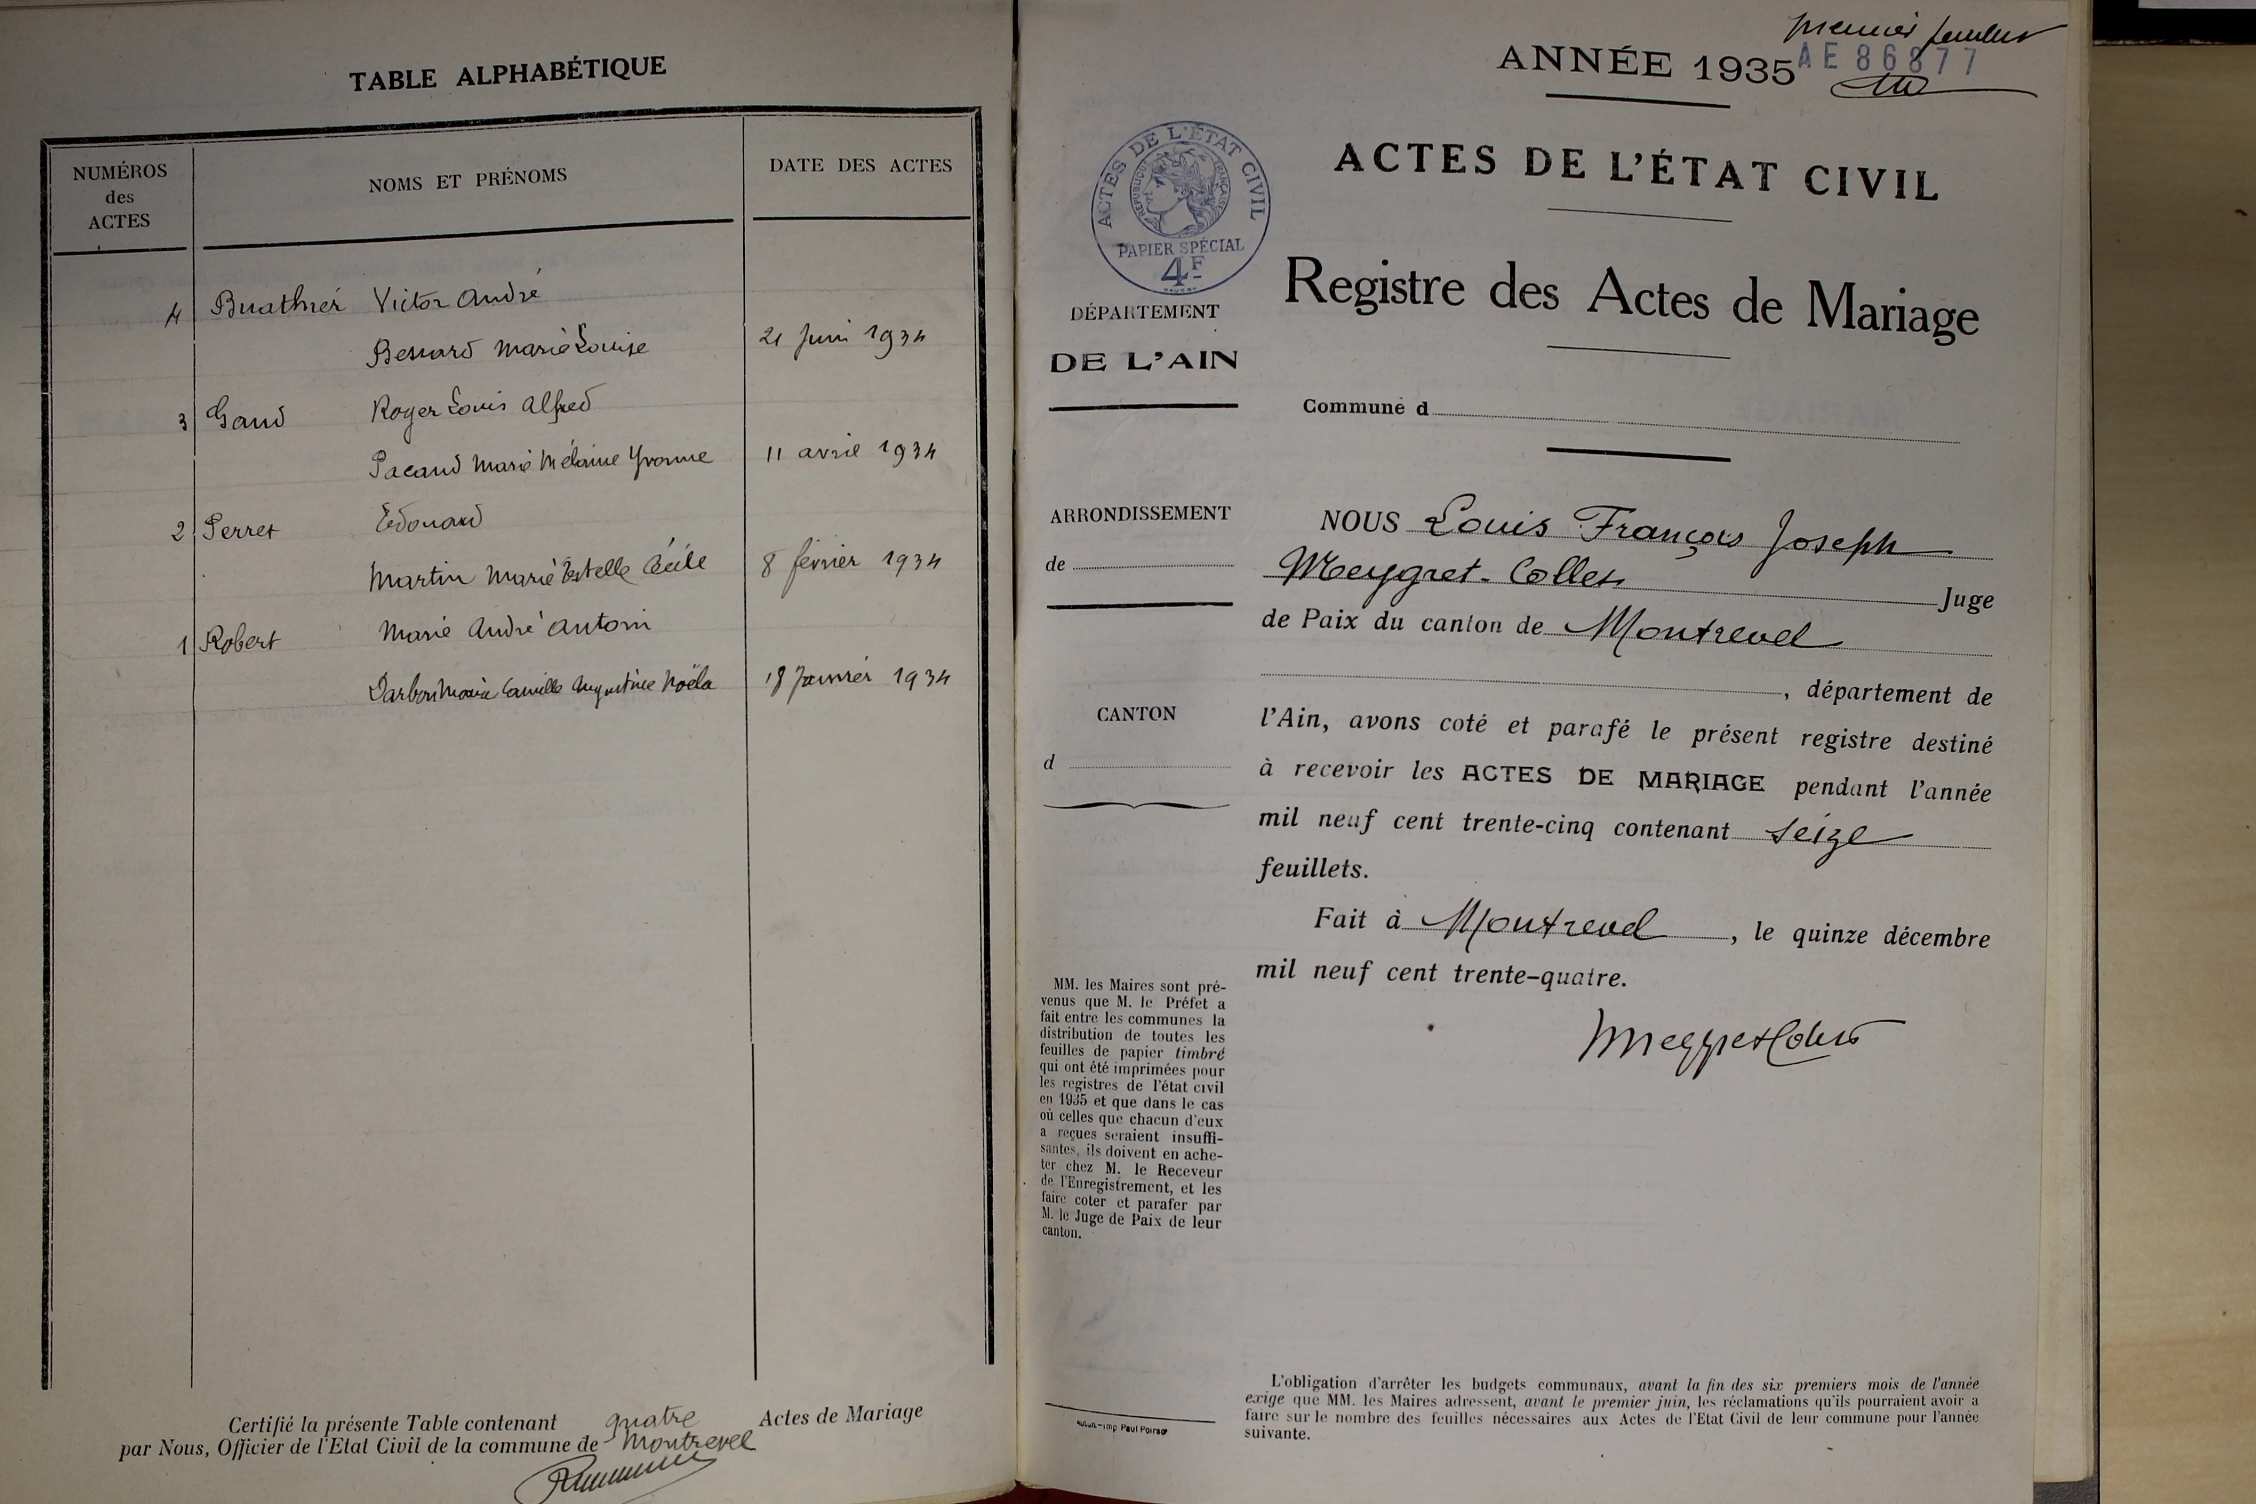 TABLE ALPHABÉTIQUE
NUMÉROS
des
ACTES
NOMS ET PRÉNOMS
DATE DES ACTES
4 Buathier Victor André
Besnard Marie Louise 21 Juin 1934
3 Gand Roger Louis Alfred
Pacaud Marie Mélanie Yvonne 11 avril 1934
2 Perret Edouard
Martin Marie Estelle Cécile 8 février 1934
1 Robert Marie André Antonin
Darbon Marie Camille Augustine Noëla 18 Janvier 1934
Certifié la présente Table contenant quatre Actes de Mariage
par Nous, Officier de l'Etat Civil de la commune de Montrevel
premier feuillet
ANNÉE 1935
AE 86877
ACTES DE L'ÉTAT CIVIL
RÉPUBLIQUE FRANÇAISE
PAPIER SPÉCIAL
4F
ACTES DE L'ÉTAT CIVIL
Registre des Actes de Mariage
DÉPARTEMENT
DE L'AIN
Commune d
ARRONDISSEMENT
de
CANTON
d
NOUS Louis François Joseph
Meygret-Collet Juge
de Paix du canton de Montrevel
, département de
l'Ain, avons coté et parafé le présent registre destiné
à recevoir les ACTES DE MARIAGE pendant l'année
mil neuf cent trente-cinq contenant seize
feuillets.
Fait à Montrevel, le quinze décembre
mil neuf cent trente-quatre.
MM. les Maires sont pré-
venus que M. le Préfet a
fait entre les communes la
distribution de toutes les
feuilles de papier timbré
qui ont été imprimées pour
les registres de l'état civil
en 1935 et que dans le cas
où celles que chacun d'eux
a reçues seraient insuffi-
santes, ils doivent en ache-
ter chez M. le Receveur
de l'Enregistrement, et les
faire coter et parafer par
M. le Juge de Paix de leur
canton.
L'obligation d'arrêter les budgets communaux, avant la fin des six premiers mois de l'année
exige que MM. les Maires adressent, avant le premier juin, les réclamations qu'ils pourraient avoir a
faire sur le nombre des feuilles nécessaires aux Actes de l'Etat Civil de leur commune pour l'année
suivante.